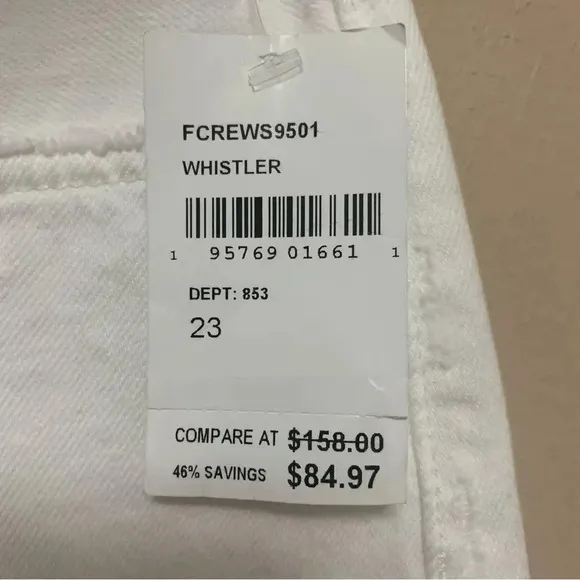 FCREWS9501
WHISTLER
1 95769 01661 1
DEPT: 853
23
COMPARE AT $158.00
46% SAVINGS $84.97